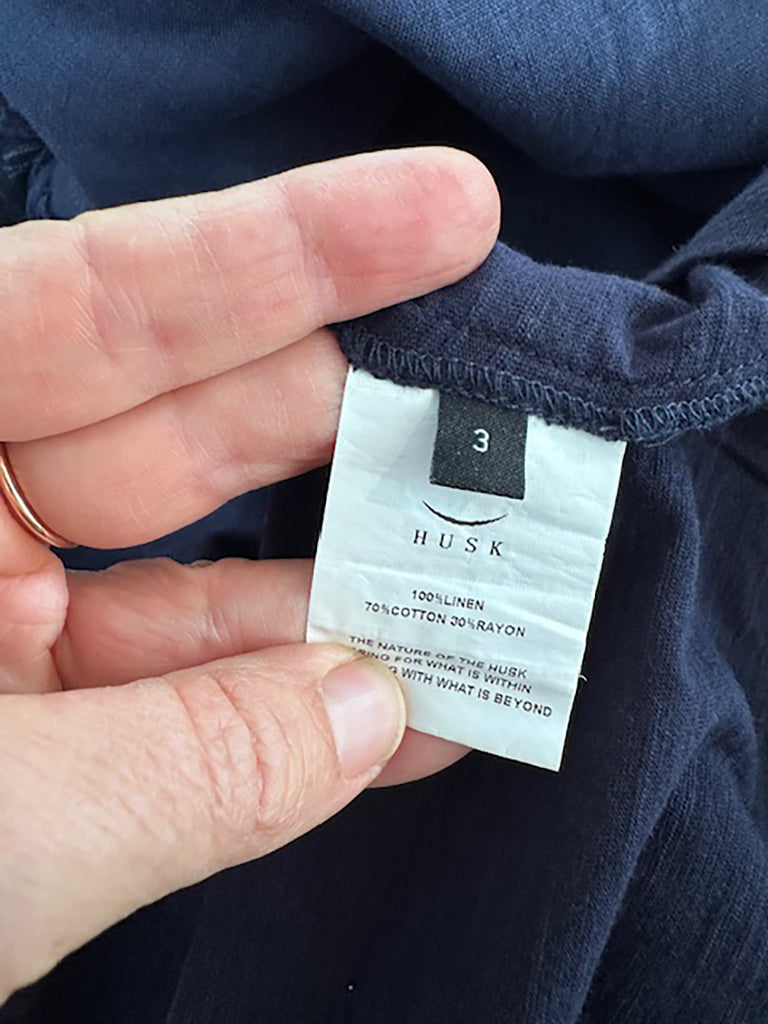 3
HUSK
100%LINEN
70%COTTON 30%RAYON
THE NATURE OF THE HUSK
FOR WHAT IS WITHIN
WITH WHAT IS BEYOND